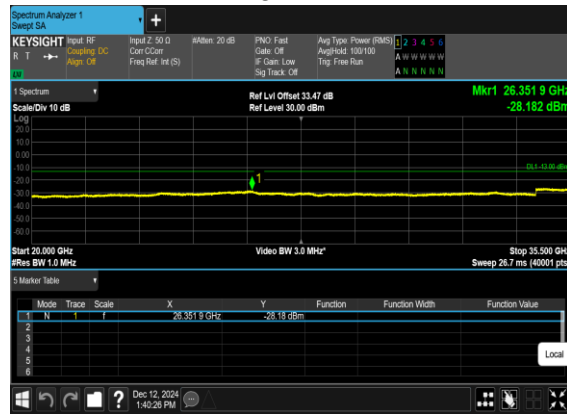 Spectrum Analyzer 1
Swept SA
+
KEYSIGHT Input: RF Input Z: 50 Ω #Atten: 20 dB PNO: Fast Avg Type: Power (RMS) 1 2 3 4 5 6
R T Coupling: DC Corr CCorr Gate: Off Avg|Hold: 100/100 A W W W W W
Align: Off Freq Ref: Int (S) IF Gain: Low Trig: Free Run A N N N N N
Sig Track: Off
1 Spectrum Ref Lvl Offset 33.47 dB Mkr1 26.351 9 GHz
Scale/Div 10 dB Ref Level 30.00 dBm -28.182 dBm
Log
20.0
10.0
0.00
-10.0 DL1 -13.00 dBm
-20.0 1
-30.0
-40.0
-50.0
-60.0
Start 20.000 GHz Video BW 3.0 MHz* Stop 35.500 GHz
#Res BW 1.0 MHz Sweep 26.7 ms (40001 pts)
5 Marker Table
Mode Trace Scale X Y Function Function Width Function Value
1 N 1 f 26.351 9 GHz -28.18 dBm
2
3
4
5
6
Local
? Dec 12, 2024
1:40:26 PM